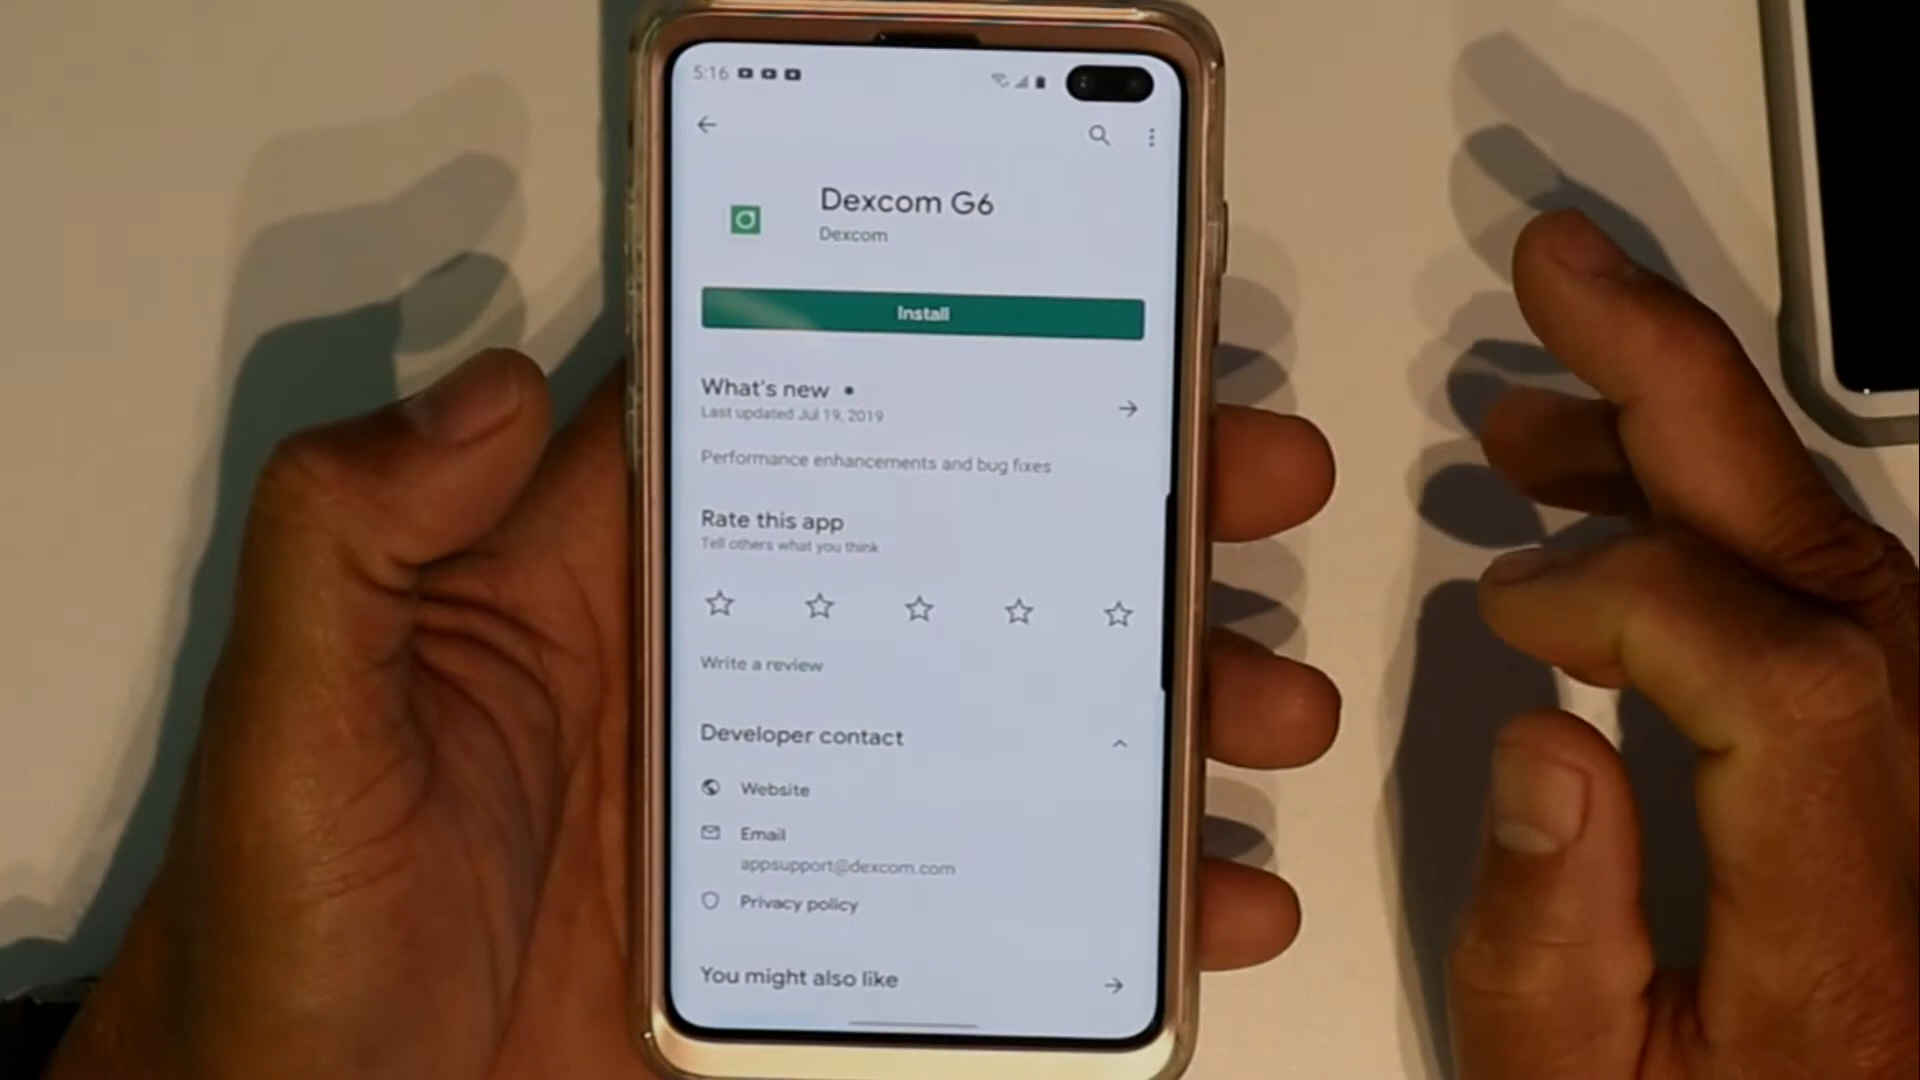 5:16
Dexcom G6
Dexcom
Install
What's new •
Last updated Jul 19, 2019
Performance enhancements and bug fixes
Rate this app
Tell others what you think
Write a review
Developer contact
Website
Email
appsupport@dexcom.com
Privacy policy
You might also like